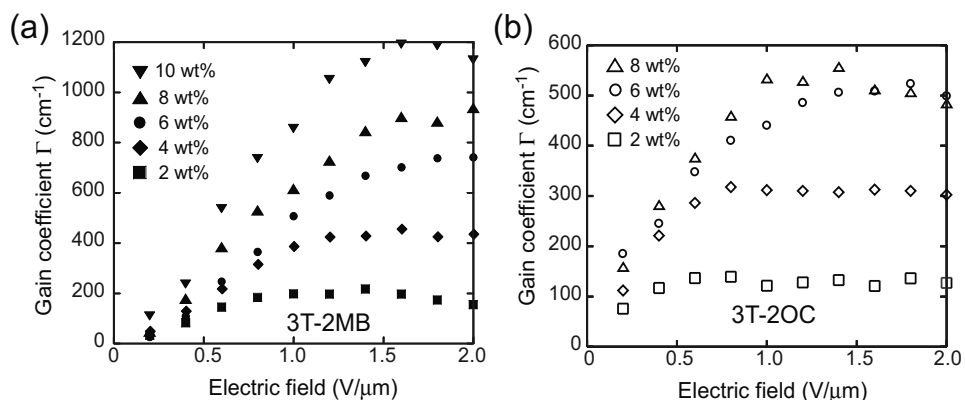 (a)
Gain coefficient Γ (cm⁻¹)
1200
1000
800
600
400
200
0
10 wt%
8 wt%
6 wt%
4 wt%
2 wt%
3T-2MB
0 0.5 1.0 1.5 2.0
Electric field (V/μm)
(b)
Gain coefficient Γ (cm⁻¹)
600
500
400
300
200
100
0
8 wt%
6 wt%
4 wt%
2 wt%
3T-2OC
0 0.5 1.0 1.5 2.0
Electric field (V/μm)